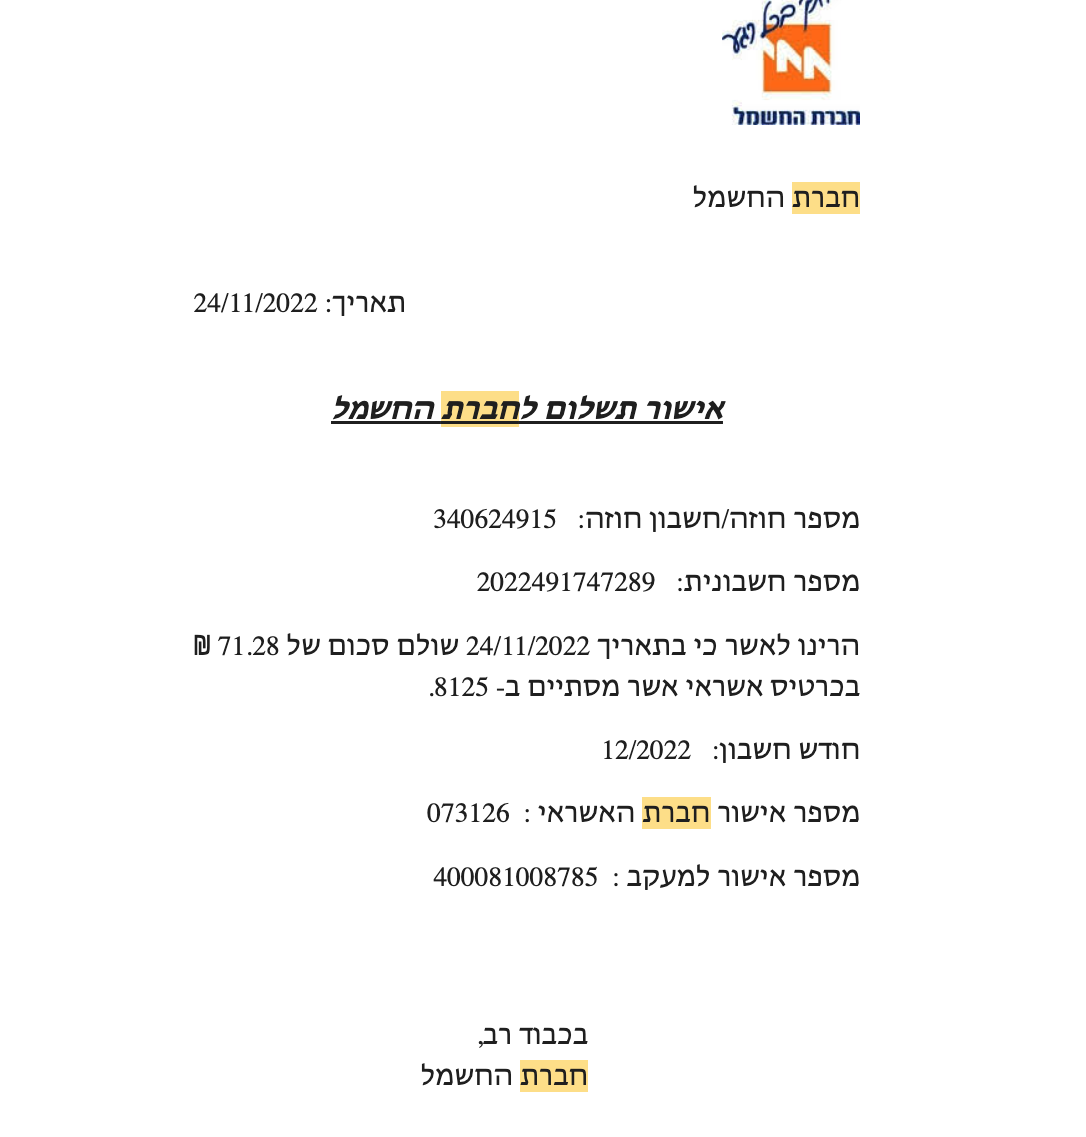 בכל רגע
חברת החשמל
חברת החשמל
תאריך: 24/11/2022
אישור תשלום לחברת החשמל
מספר חוזה/חשבון חוזה: 340624915
מספר חשבונית: 2022491747289
הרינו לאשר כי בתאריך 24/11/2022 שולם סכום של 71.28 ₪
בכרטיס אשראי אשר מסתיים ב- 8125.
חודש חשבון: 12/2022
מספר אישור חברת האשראי : 073126
מספר אישור למעקב : 400081008785
בכבוד רב,
חברת החשמל